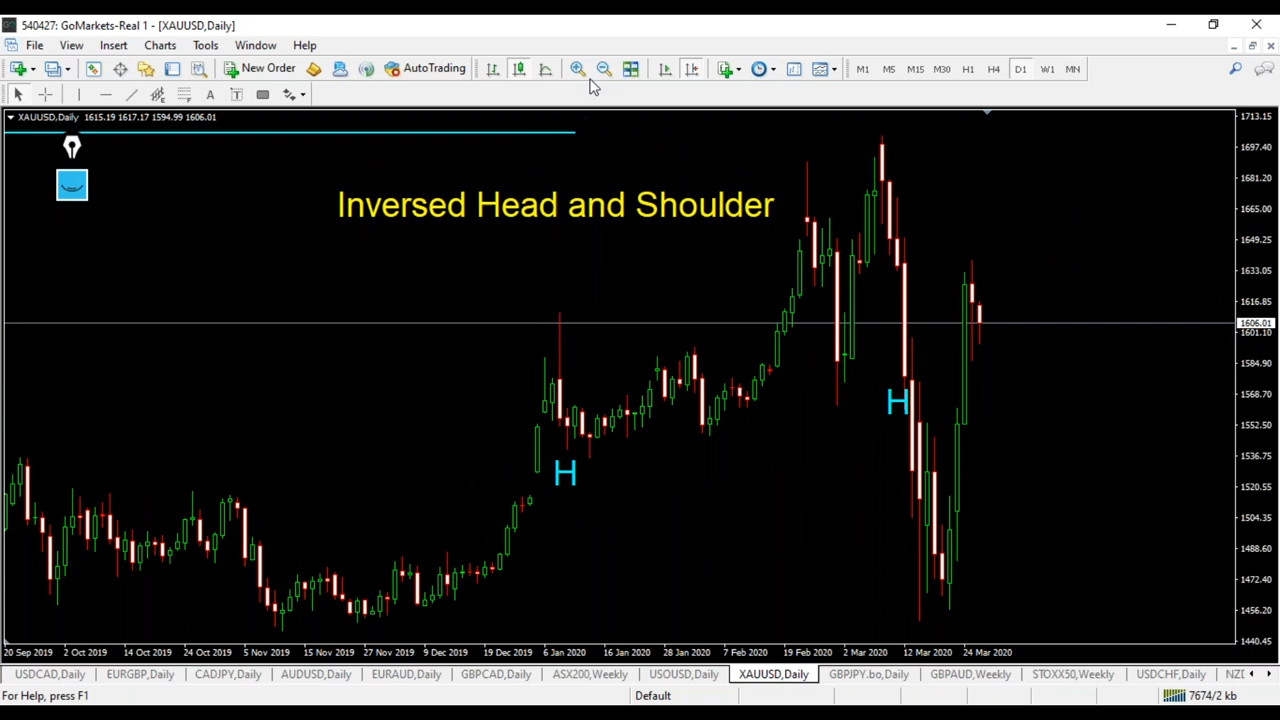 540427: GoMarkets-Real 1 - [XAUUSD,Daily]
File View Insert Charts Tools Window Help
New Order AutoTrading M1 M5 M15 M30 H1 H4 D1 W1 MN
A T
XAUUSD,Daily 1615.19 1617.17 1594.99 1606.01
Inversed Head and Shoulder
H
H
1713.15
1697.40
1681.20
1665.00
1649.25
1633.05
1616.85
1606.01
1601.10
1584.90
1568.70
1552.50
1536.75
1520.55
1504.35
1488.60
1472.40
1456.20
1440.45
20 Sep 2019 2 Oct 2019 14 Oct 2019 24 Oct 2019 5 Nov 2019 15 Nov 2019 27 Nov 2019 9 Dec 2019 19 Dec 2019 6 Jan 2020 16 Jan 2020 28 Jan 2020 7 Feb 2020 19 Feb 2020 2 Mar 2020 12 Mar 2020 24 Mar 2020
USDCAD,Daily EURGBP,Daily CADJPY,Daily AUDUSD,Daily EURAUD,Daily GBPCAD,Daily ASX200,Weekly USOUSD,Daily XAUUSD,Daily GBPJPY.bo,Daily GBPAUD,Weekly STOXX50,Weekly USDCHF,Daily NZD
For Help, press F1 Default 7674/2 kb